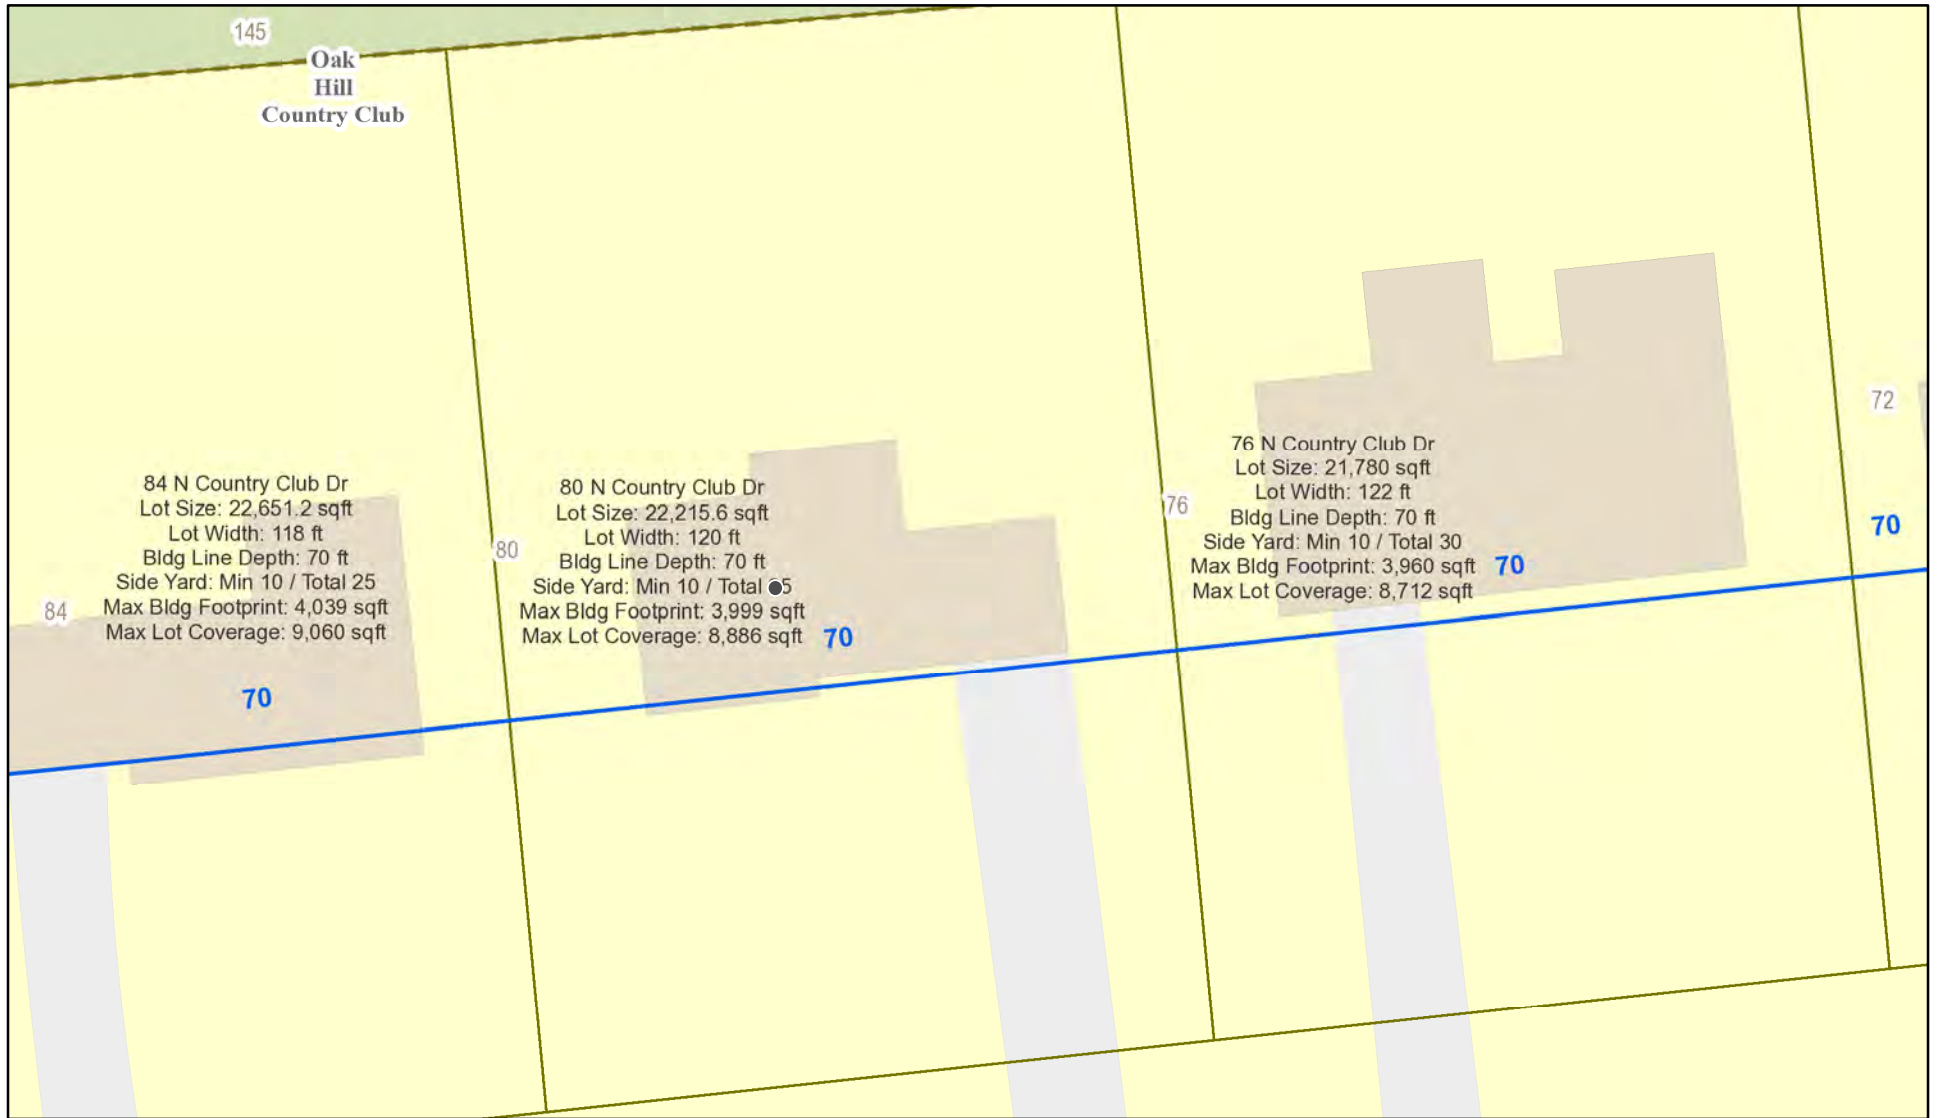 145
Oak
Hill
Country Club
84 N Country Club Dr
Lot Size: 22,651.2 sqft
Lot Width: 118 ft
Bldg Line Depth: 70 ft
Side Yard: Min 10 / Total 25
Max Bldg Footprint: 4,039 sqft
Max Lot Coverage: 9,060 sqft
84
70
80
80 N Country Club Dr
Lot Size: 22,215.6 sqft
Lot Width: 120 ft
Bldg Line Depth: 70 ft
Side Yard: Min 10 / Total
Max Bldg Footprint: 3,999 sqft
Max Lot Coverage: 8,886 sqft
70
76
76 N Country Club Dr
Lot Size: 21,780 sqft
Lot Width: 122 ft
Bldg Line Depth: 70 ft
Side Yard: Min 10 / Total 30
Max Bldg Footprint: 3,960 sqft
Max Lot Coverage: 8,712 sqft
70
72
70